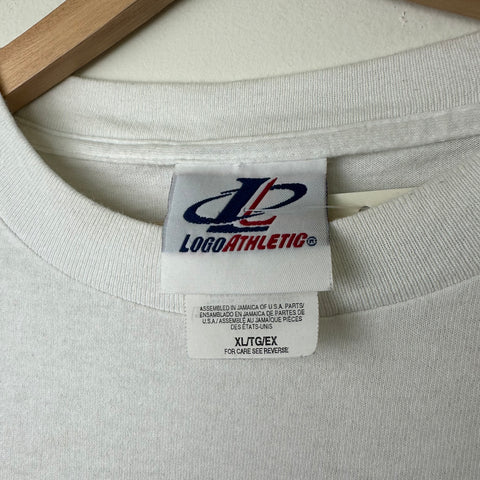 LOGOATHLETIC®
ASSEMBLED IN JAMAICA OF U.S.A. PARTS/
ENSAMBLADO EN JAMAICA DE PARTES DE
U.S.A./ ASSEMBLÉ AU JAMAÏQUE PIÈCES
DES ÉTATS-UNIS
XL/TG/EX
FOR CARE SEE REVERSE